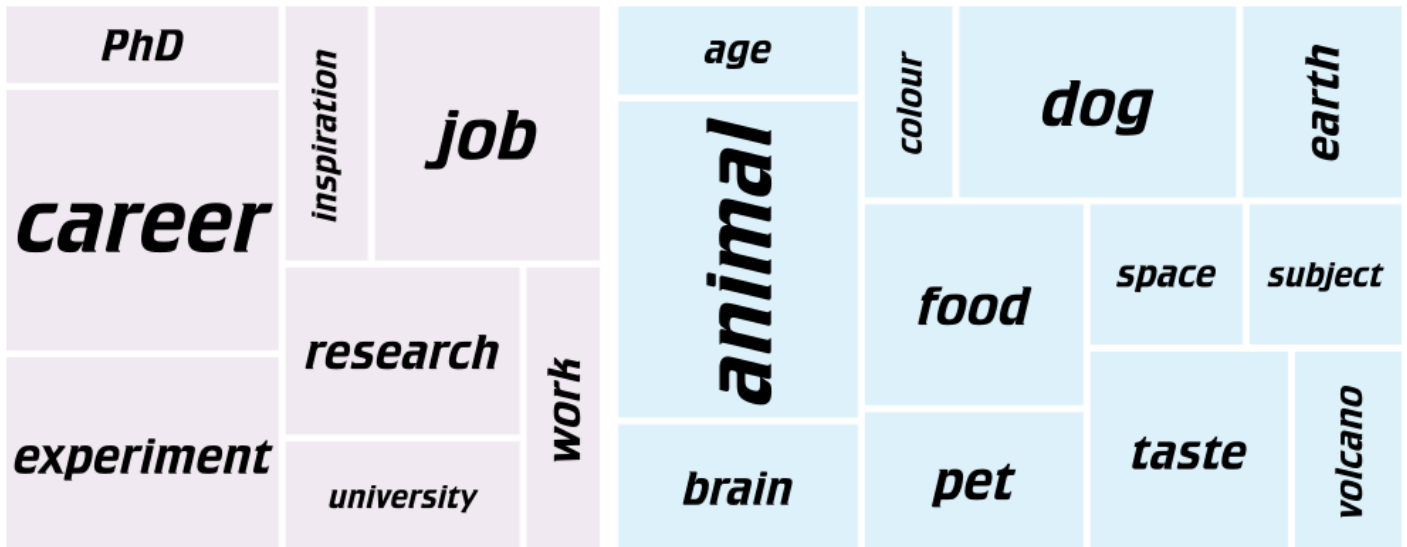 PhD
career
experiment
inspiration
job
research
work
university
age
animal
brain
colour
dog
earth
food
space
subject
pet
taste
volcano